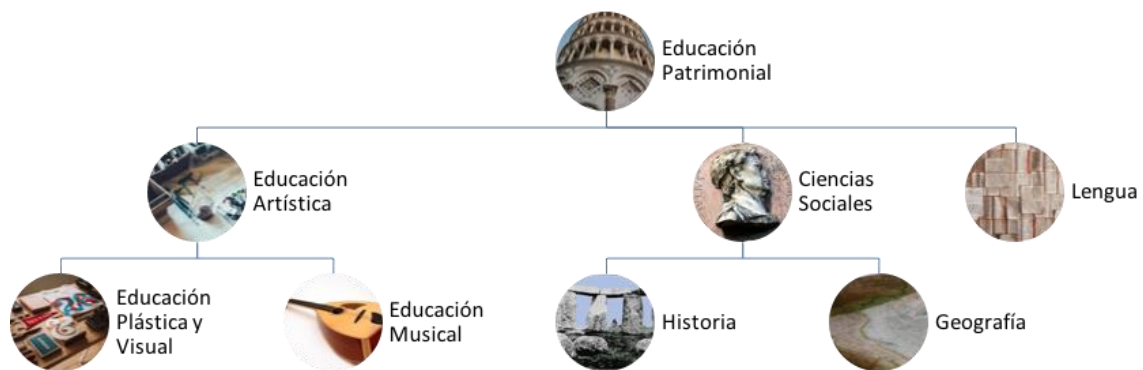 Educación
Patrimonial
Educación
Artística
Ciencias
Sociales
Lengua
Educación
Plástica y
Visual
Educación
Musical
Historia
Geografía